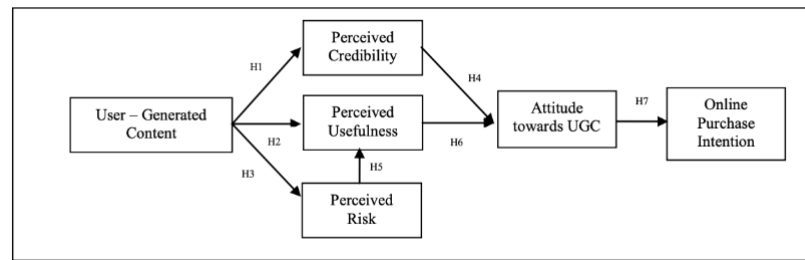 Perceived
Credibility
H1
H4
User – Generated
Content
Perceived
Usefulness
Attitude
towards UGC
H7
Online
Purchase
Intention
H2
H6
H3
H5
Perceived
Risk